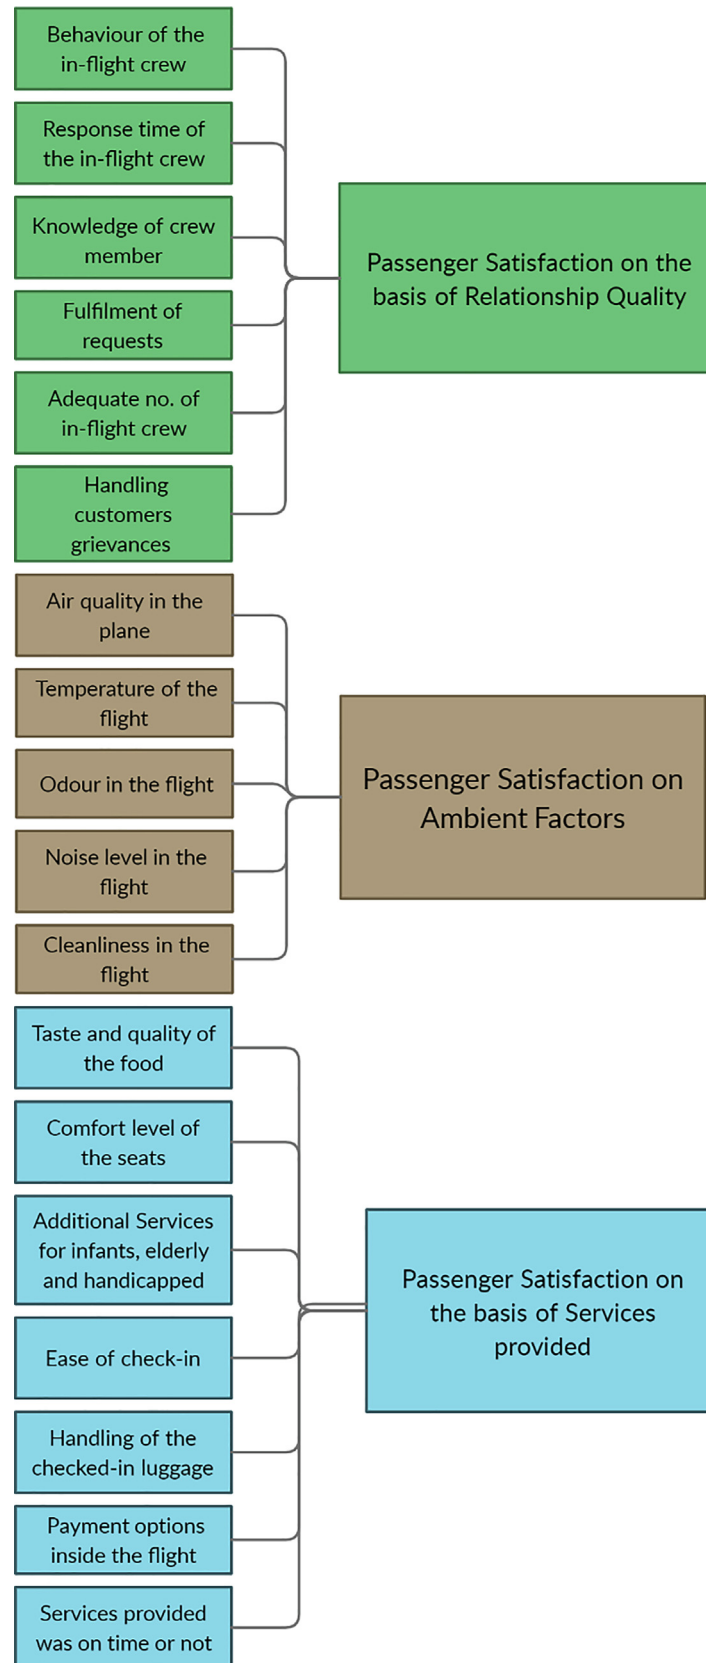 Behaviour of the
in-flight crew
Response time of
the in-flight crew
Knowledge of crew
member
Fulfilment of
requests
Adequate no. of
in-flight crew
Handling
customers
grievances
Passenger Satisfaction on the
basis of Relationship Quality
Air quality in the
plane
Temperature of the
flight
Odour in the flight
Noise level in the
flight
Cleanliness in the
flight
Passenger Satisfaction on
Ambient Factors
Taste and quality of
the food
Comfort level of
the seats
Additional Services
for infants, elderly
and handicapped
Ease of check-in
Handling of the
checked-in luggage
Payment options
inside the flight
Services provided
was on time or not
Passenger Satisfaction on
the basis of Services
provided